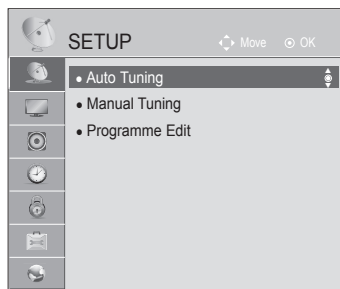 SETUP
Move OK
• Auto Tuning
• Manual Tuning
• Programme Edit